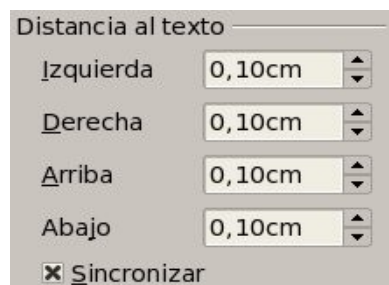 Distancia al texto
Izquierda 0,10cm
Derecha 0,10cm
Arriba 0,10cm
Abajo 0,10cm
Sincronizar